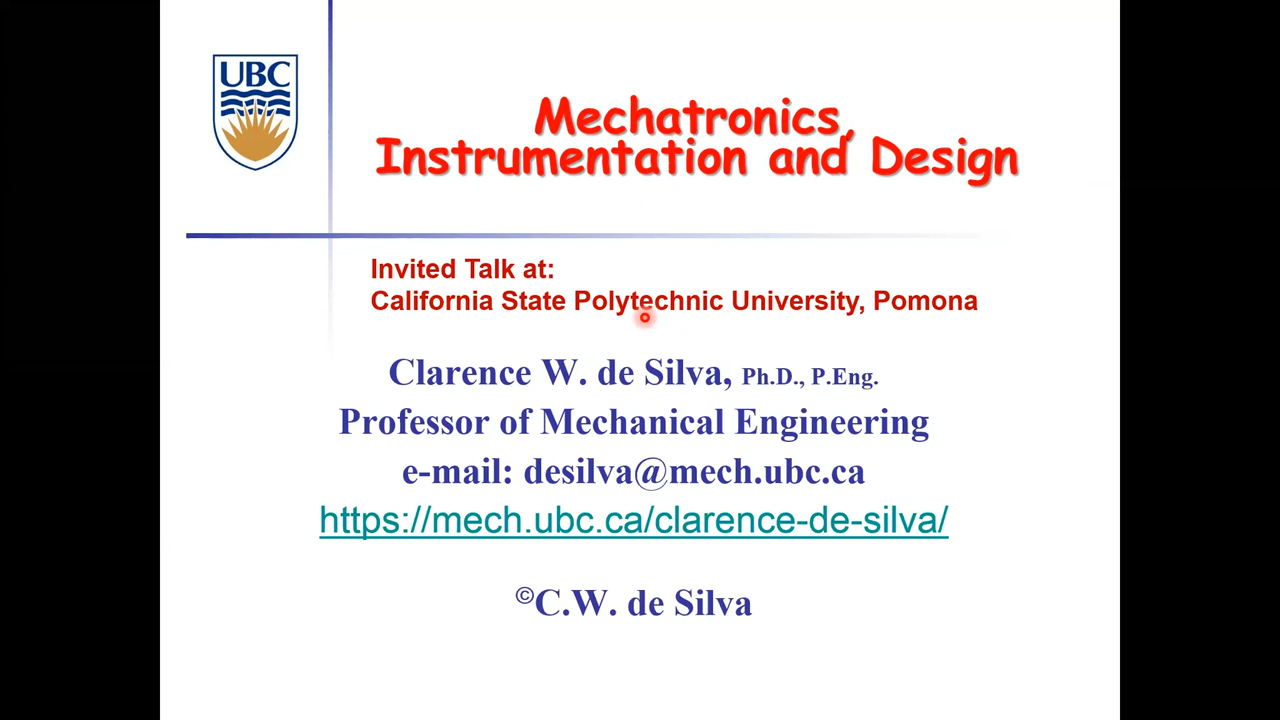 UBC
Mechatronics,
Instrumentation and Design
Invited Talk at:
California State Polytechnic University, Pomona
Clarence W. de Silva, Ph.D., P.Eng.
Professor of Mechanical Engineering
e-mail: desilva@mech.ubc.ca
https://mech.ubc.ca/clarence-de-silva/
©C.W. de Silva